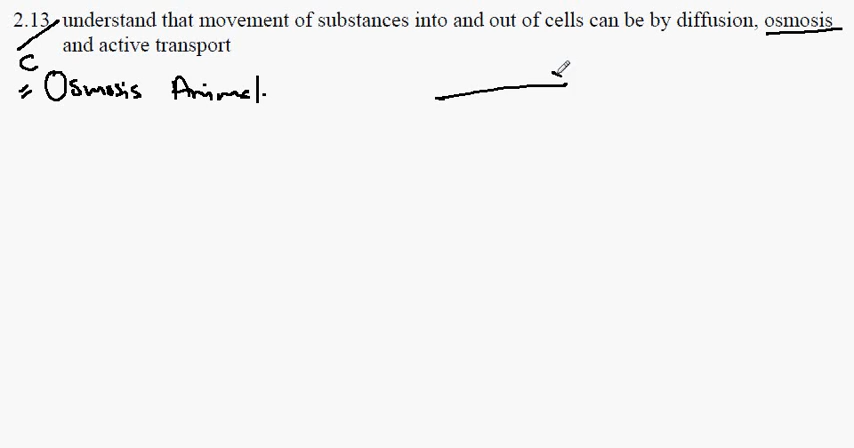 2.13 understand that movement of substances into and out of cells can be by diffusion, osmosis
and active transport
C
= Osmosis Animal.